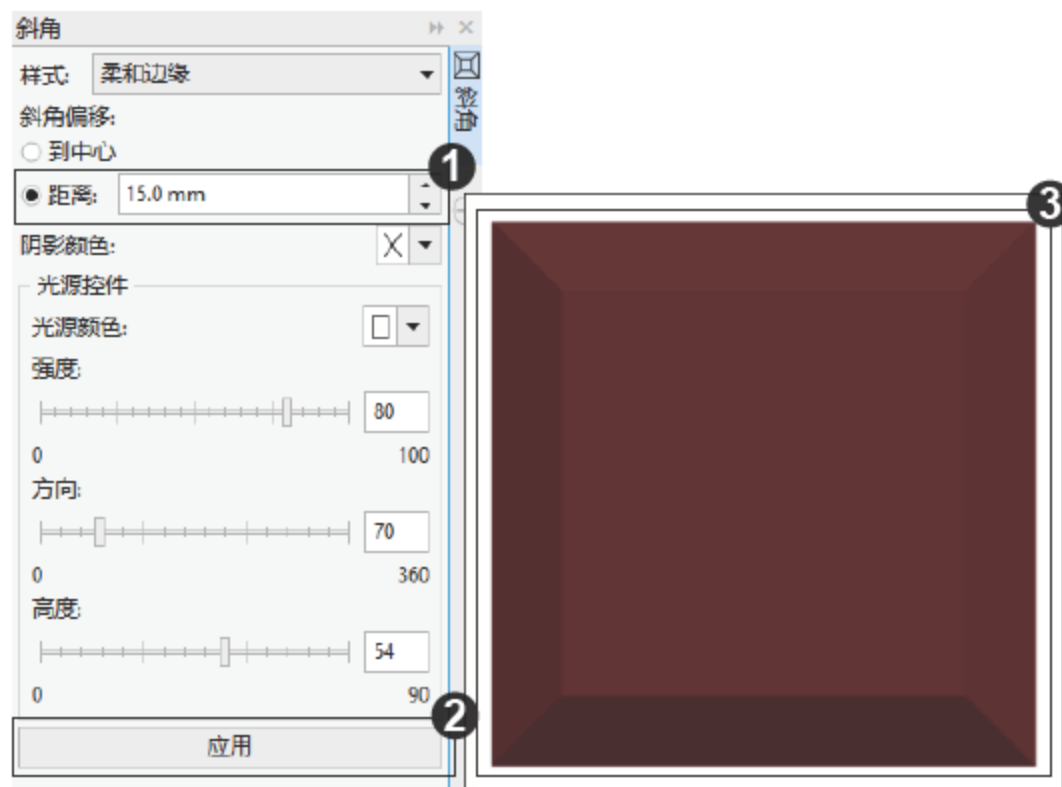 斜角
样式: 柔和边缘
斜角
斜角偏移:
到中心
1
距离: 15.0 mm
3
阴影颜色:
光源控件
光源颜色:
强度:
80
0 100
方向:
70
0 360
高度:
54
0 90
2
应用